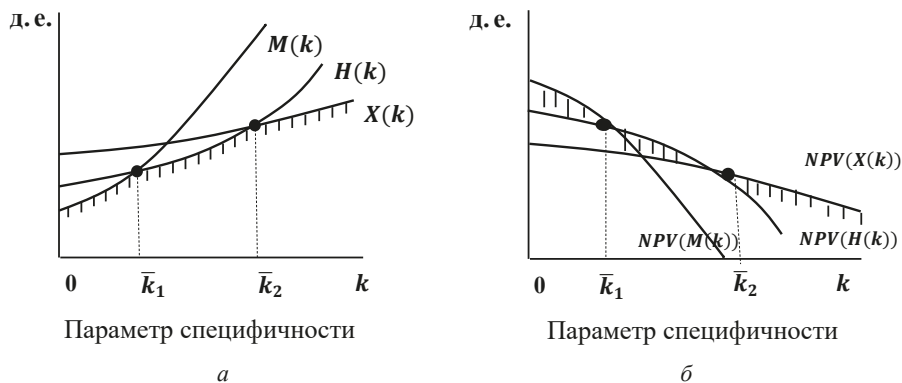 д. е.
M(k)
H(k)
X(k)
0
k̅₁
k̅₂
k
Параметр специфичности
а
д. е.
NPV(X(k))
NPV(M(k))
NPV(H(k))
0
k̅₁
k̅₂
k
Параметр специфичности
б